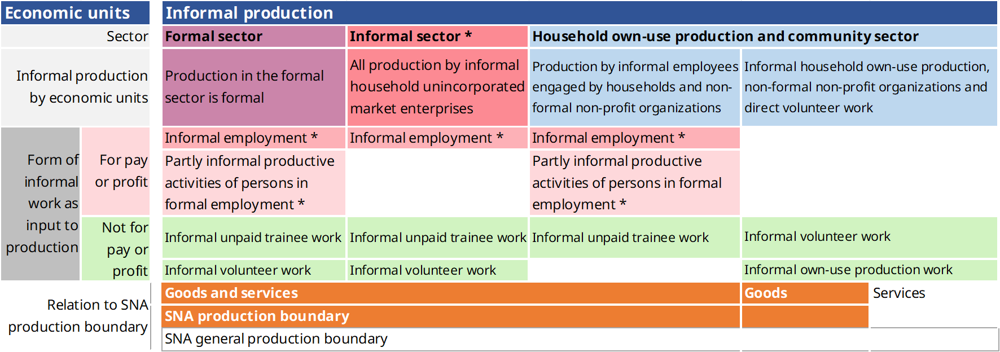 Economic units
Informal production
Sector
Formal sector
Informal sector *
Household own-use production and community sector
Informal production
by economic units
Production in the formal
sector is formal
All production by informal
household unincorporated
market enterprises
Production by informal employees
engaged by households and non-
formal non-profit organizations
Informal household own-use production,
non-formal non-profit organizations and
direct volunteer work
Form of
informal
work as
input to
production
For pay
or profit
Informal employment *
Informal employment *
Informal employment *
Partly informal productive
activities of persons in
formal employment *
Partly informal productive
activities of persons in formal
employment *
Not for
pay or
profit
Informal unpaid trainee work
Informal unpaid trainee work
Informal unpaid trainee work
Informal volunteer work
Informal volunteer work
Informal volunteer work
Informal own-use production work
Relation to SNA
production boundary
Goods and services
Goods
Services
SNA production boundary
SNA general production boundary